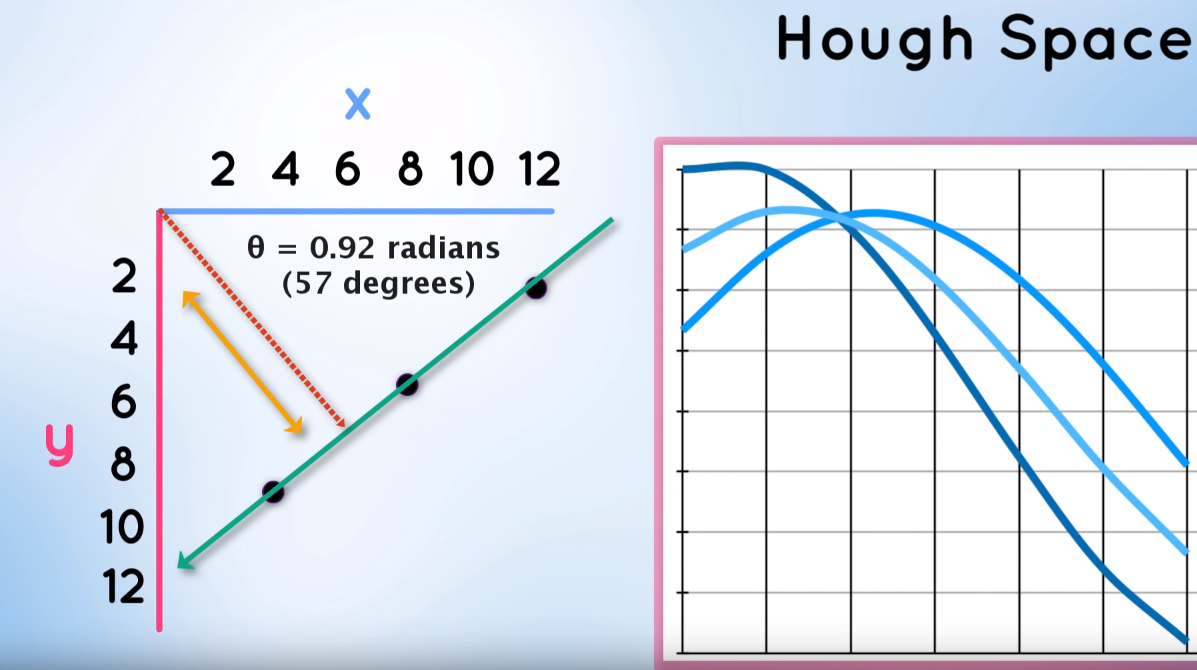 Hough Space
x
2 4 6 8 10 12
θ = 0.92 radians
(57 degrees)
2
4
6
y
8
10
12